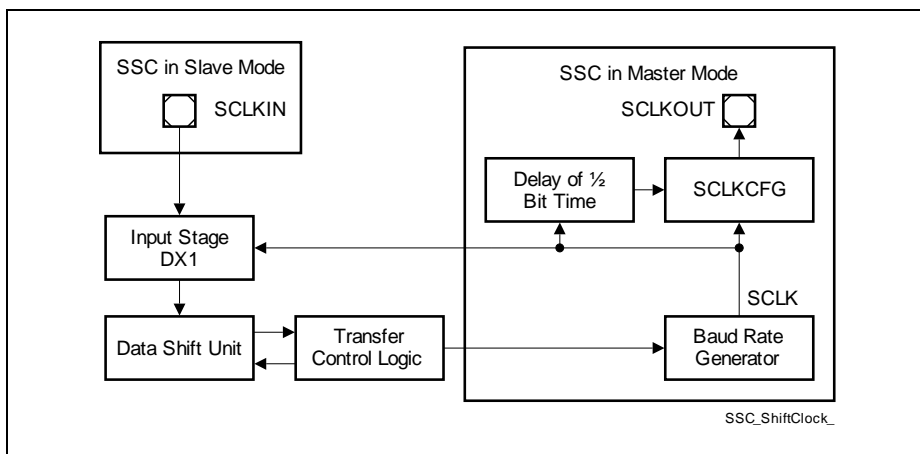 SSC in Slave Mode
SCLKIN
SSC in Master Mode
SCLKOUT
Delay of ½
Bit Time
SCLKCFG
Input Stage
DX1
SCLK
Data Shift Unit
Transfer
Control Logic
Baud Rate
Generator
SSC_ShiftClock_